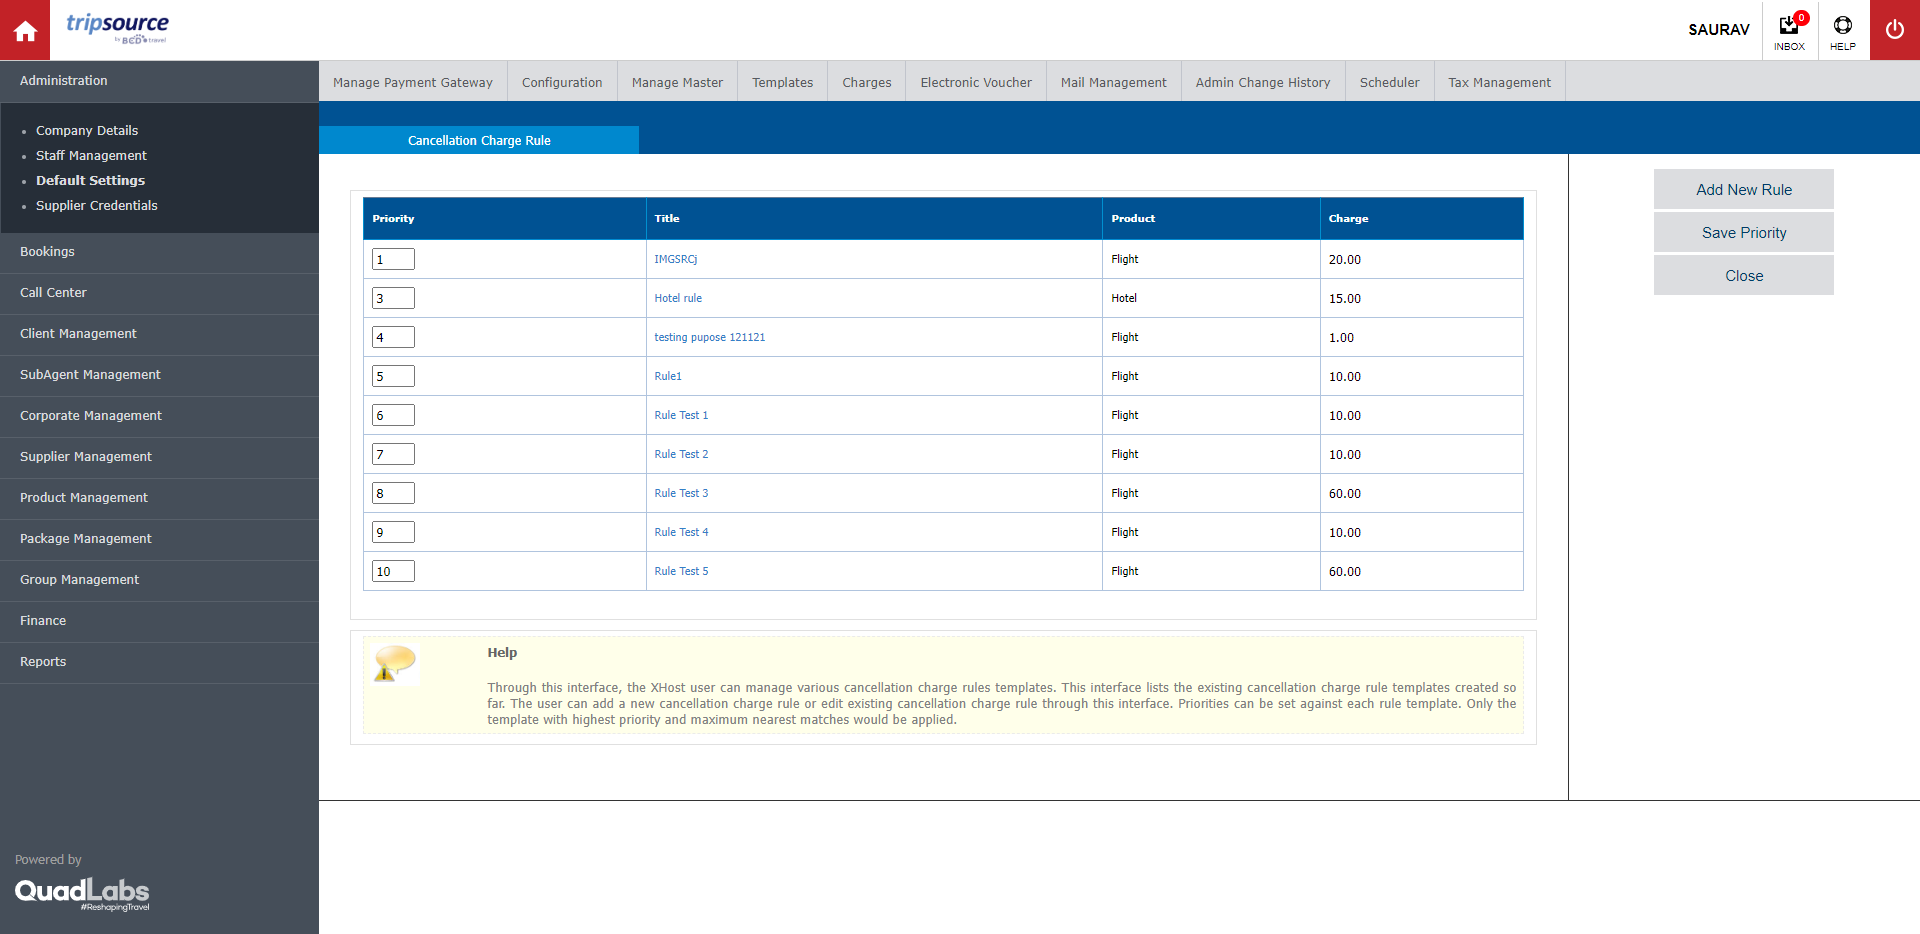 tripsource
by BCD travel
SAURAV
0
INBOX
HELP
Administration
Company Details
Staff Management
Default Settings
Supplier Credentials
Bookings
Call Center
Client Management
SubAgent Management
Corporate Management
Supplier Management
Product Management
Package Management
Group Management
Finance
Reports
Powered by
QuadLabs
#ReshapingTravel
Manage Payment Gateway Configuration Manage Master Templates Charges Electronic Voucher Mail Management Admin Change History Scheduler Tax Management
Cancellation Charge Rule
Priority Title Product Charge
1 IMGSRCj Flight 20.00
3 Hotel rule Hotel 15.00
4 testing pupose 121121 Flight 1.00
5 Rule1 Flight 10.00
6 Rule Test 1 Flight 10.00
7 Rule Test 2 Flight 10.00
8 Rule Test 3 Flight 60.00
9 Rule Test 4 Flight 10.00
10 Rule Test 5 Flight 60.00
Help
Through this interface, the XHost user can manage various cancellation charge rules templates. This interface lists the existing cancellation charge rule templates created so
far. The user can add a new cancellation charge rule or edit existing cancellation charge rule through this interface. Priorities can be set against each rule template. Only the
template with highest priority and maximum nearest matches would be applied.
Add New Rule
Save Priority
Close